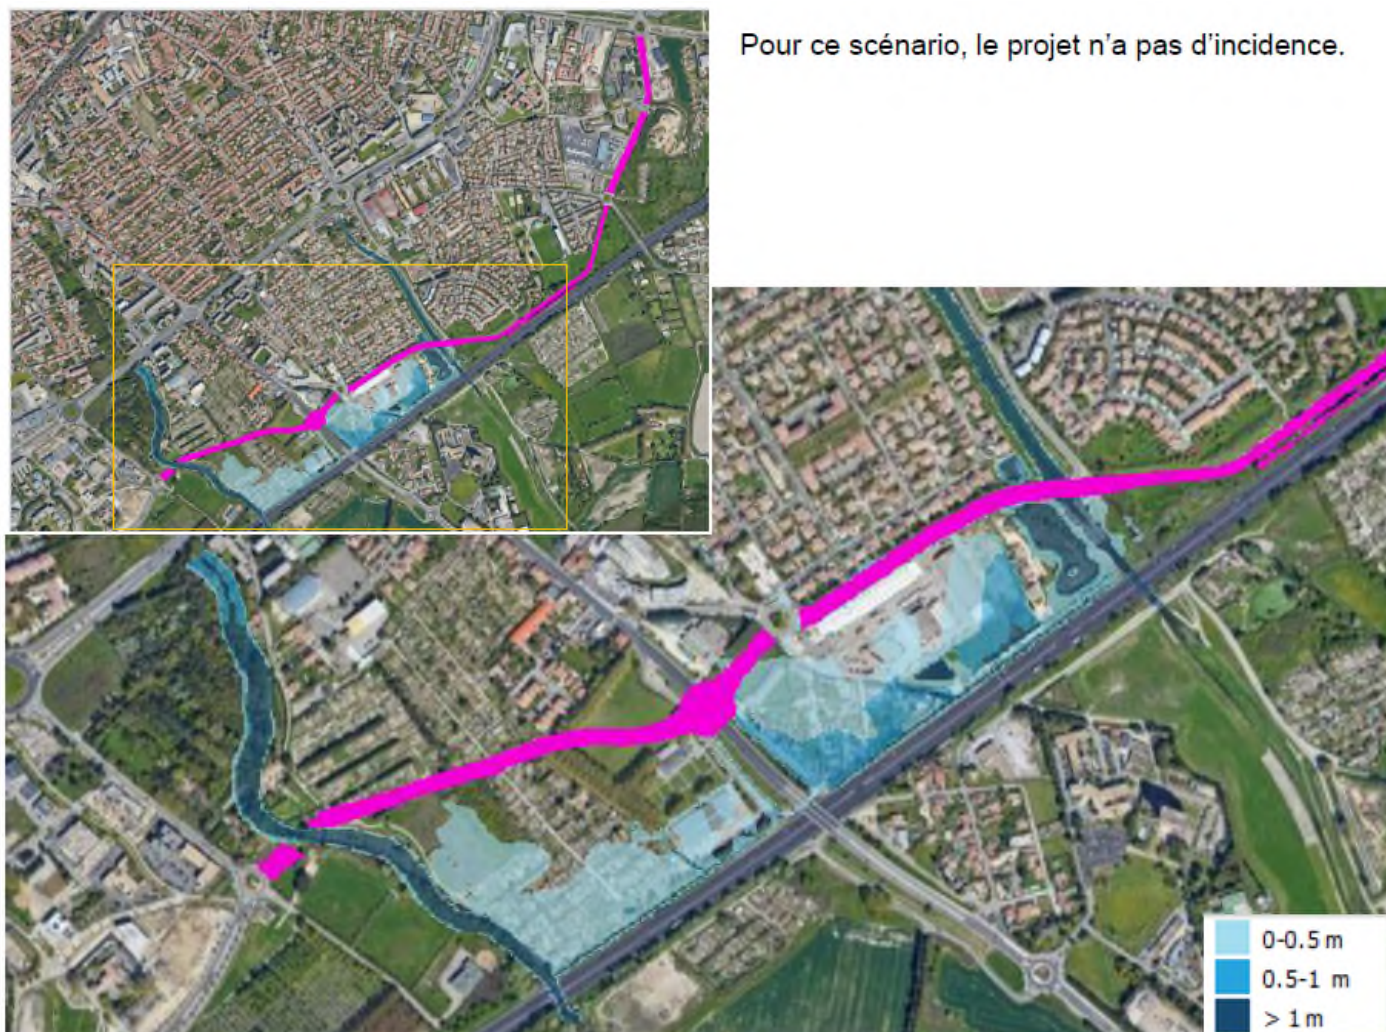 Pour ce scénario, le projet n'a pas d'incidence.
0-0.5 m
0.5-1 m
> 1 m